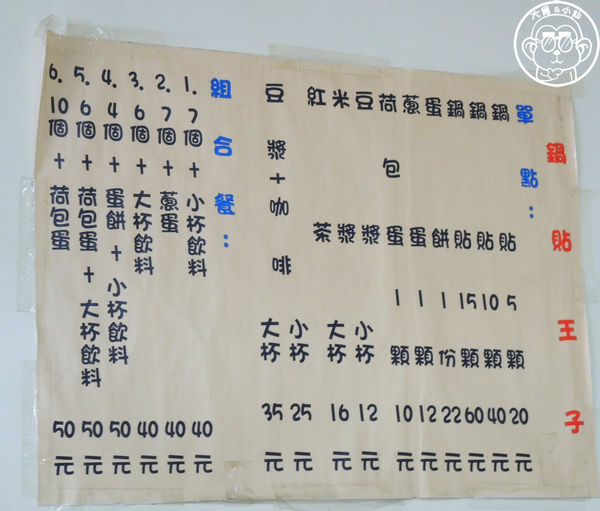 大胃&小灿
鍋貼王子
單點：
鍋貼5顆20元
鍋貼10顆40元
鍋貼15顆60元
蛋餅1份22元
蔥蛋1顆12元
荷包蛋1顆10元
豆漿
米漿
紅茶
小杯12元
大杯16元
豆漿+咖啡
小杯25元
大杯35元
組合餐：
1.7個+小杯飲料40元
2.7個+蔥蛋40元
3.6個+大杯飲料40元
4.4個+蛋餅+小杯飲料50元
5.6個+荷包蛋+大杯飲料50元
6.10個+荷包蛋50元